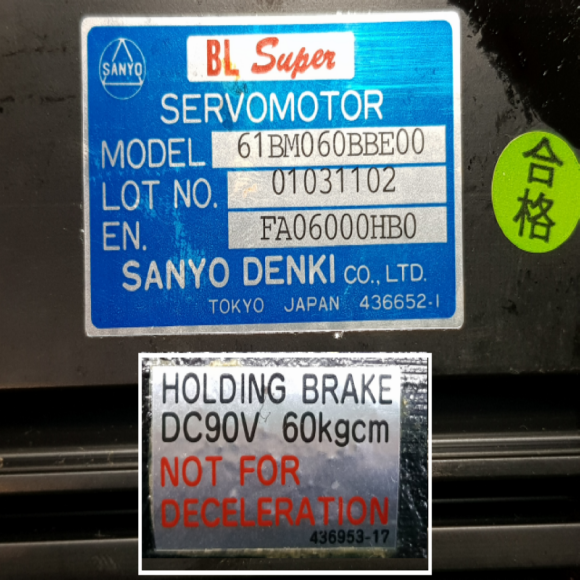 SANYO
BL Super
SERVOMOTOR
MODEL 61BM060BBE00
LOT NO. 01031102
EN. FA06000HB0
SANYO DENKI CO., LTD.
TOKYO JAPAN 436652-1
合格
HOLDING BRAKE
DC90V 60kgcm
NOT FOR
DECELERATION
436953-17